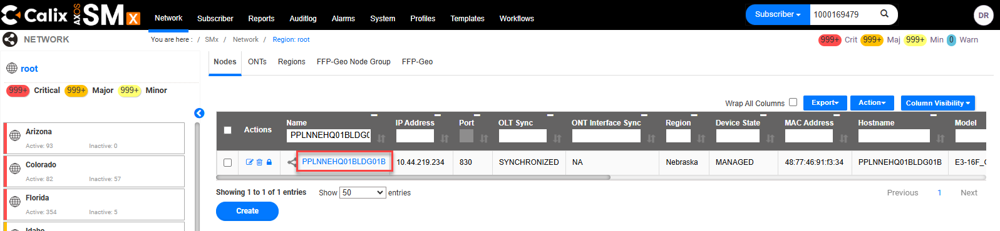 Calix AXOS SMx Network Subscriber Reports Auditlog Alarms System Profiles Templates Workflows Subscriber 1000169479 DR
NETWORK You are here : / SMx / Network / Region: root 999+ Crit 999+ Maj 999+ Min 0 Warn
Nodes ONTs Regions FFP-Geo Node Group FFP-Geo
root
999+ Critical 999+ Major 999+ Minor
Wrap All Columns Export Action Column Visibility
Actions Name IP Address Port OLT Sync ONT Interface Sync Region Device State MAC Address Hostname Model
PPLNNEHQ01BLDG0
PPLNNEHQ01BLDG01B 10.44.219.234 830 SYNCHRONIZED NA Nebraska MANAGED 48:77:46:91:f3:34 PPLNNEHQ01BLDG01B E3-16F_
Showing 1 to 1 of 1 entries Show 50 entries Previous 1 Next
Create
Arizona
Active: 93 Inactive: 0
Colorado
Active: 82 Inactive: 57
Florida
Active: 354 Inactive: 5
Idaho